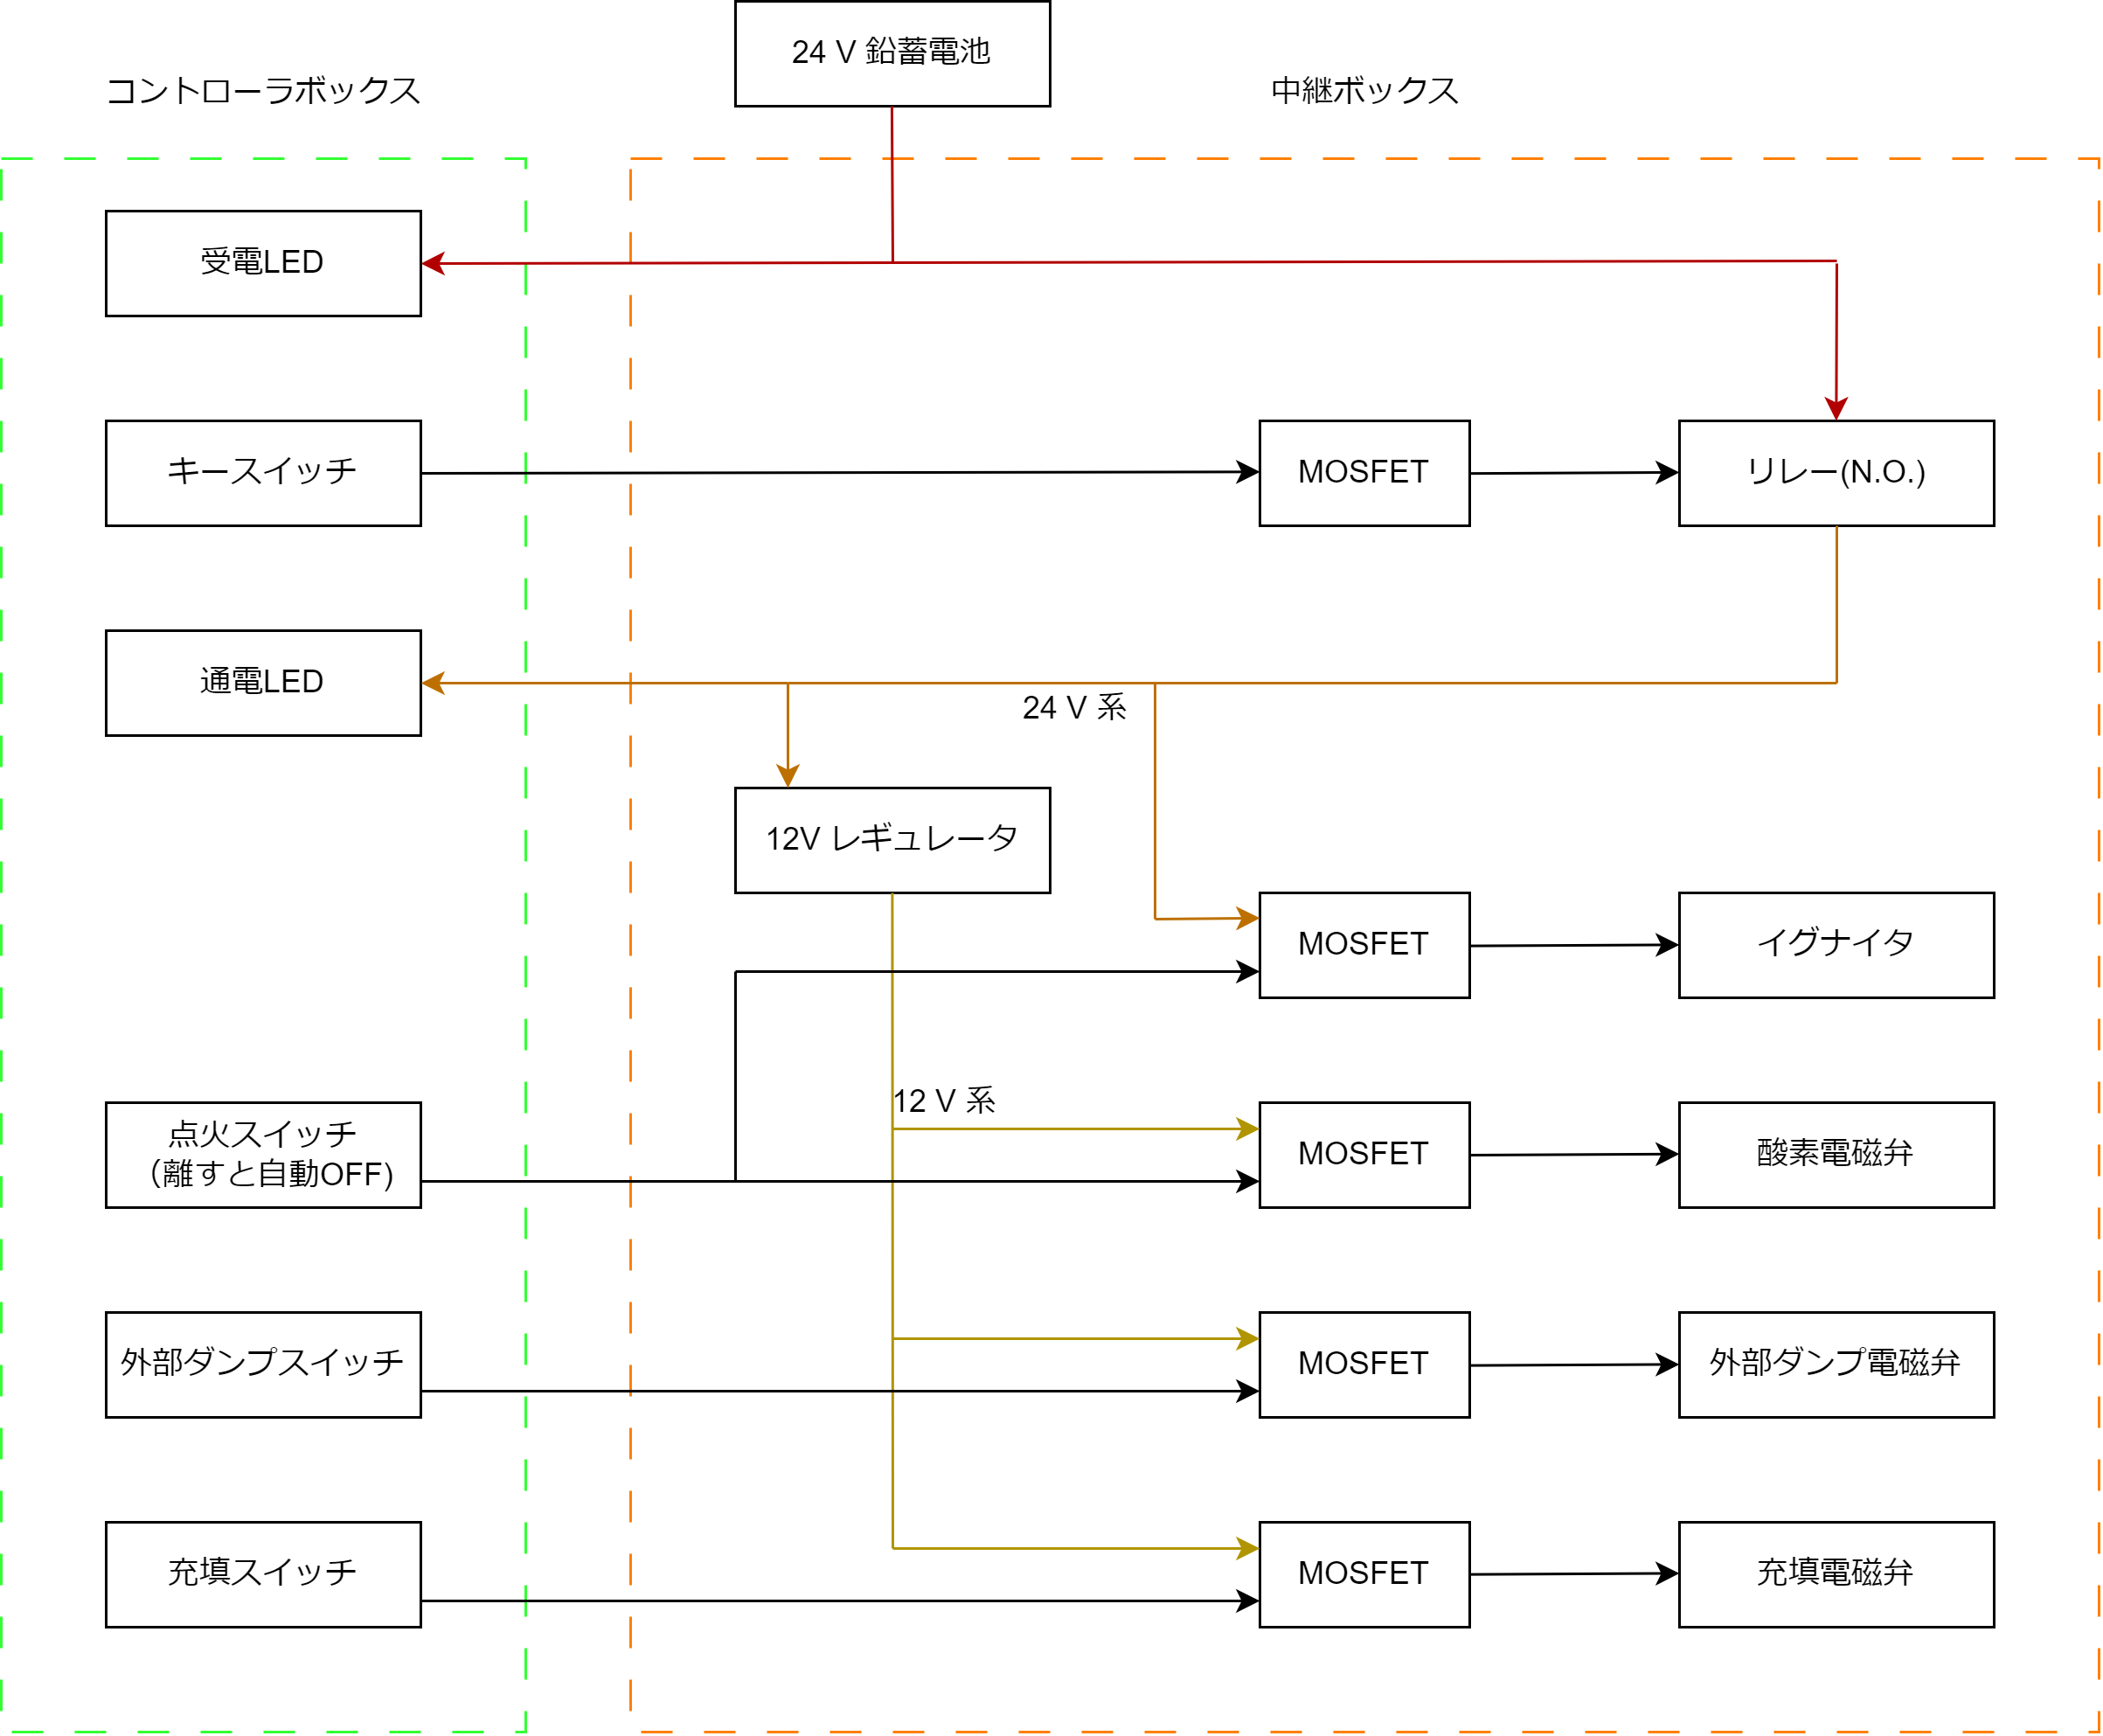 24 V 鉛蓄電池
コントローラボックス
中継ボックス
受電LED
キースイッチ
MOSFET
リレー(N.O.)
通電LED
24 V 系
12V レギュレータ
MOSFET
イグナイタ
12 V 系
点火スイッチ
（離すと自動OFF)
MOSFET
酸素電磁弁
外部ダンプスイッチ
MOSFET
外部ダンプ電磁弁
充填スイッチ
MOSFET
充填電磁弁